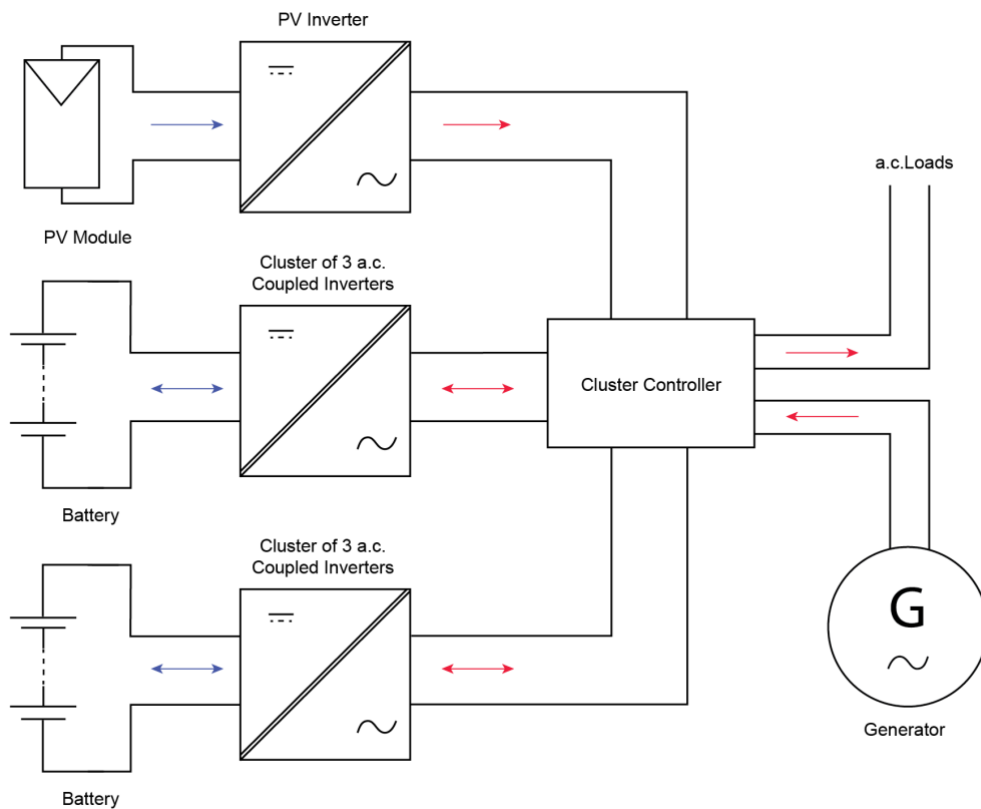 PV Inverter
PV Module
a.c.Loads
Cluster of 3 a.c.
Coupled Inverters
Cluster Controller
Battery
Cluster of 3 a.c.
Coupled Inverters
G
Generator
Battery